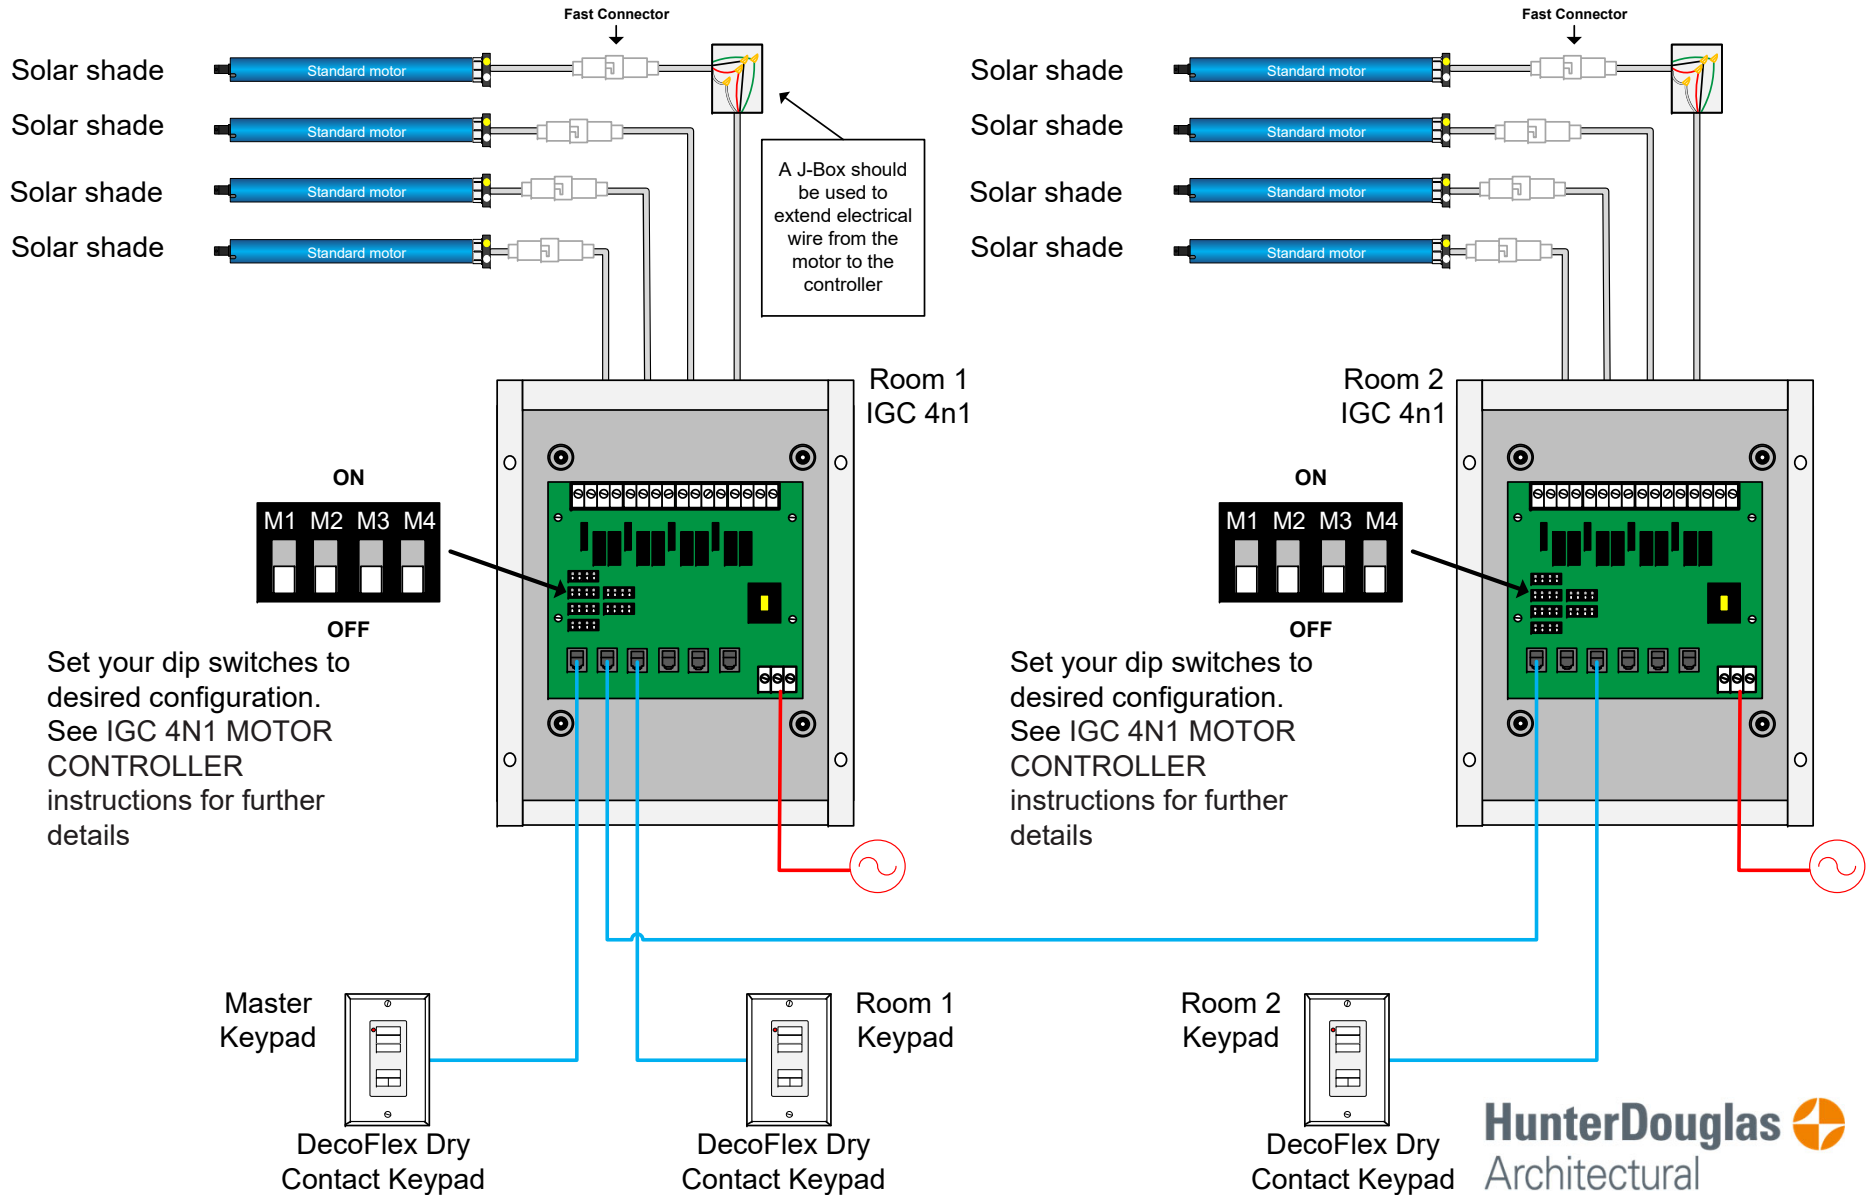 Fast Connector
Fast Connector
Solar shade
Standard motor
Solar shade
Standard motor
Solar shade
Standard motor
Solar shade
Standard motor
A J-Box should
be used to
extend electrical
wire from the
motor to the
controller
Solar shade
Standard motor
Solar shade
Standard motor
Solar shade
Standard motor
Solar shade
Standard motor
Room 1
IGC 4n1
Room 2
IGC 4n1
ON
M1 M2 M3 M4
OFF
Set your dip switches to
desired configuration.
See IGC 4N1 MOTOR
CONTROLLER
instructions for further
details
ON
M1 M2 M3 M4
OFF
Set your dip switches to
desired configuration.
See IGC 4N1 MOTOR
CONTROLLER
instructions for further
details
Master
Keypad
DecoFlex Dry
Contact Keypad
Room 1
Keypad
DecoFlex Dry
Contact Keypad
Room 2
Keypad
DecoFlex Dry
Contact Keypad
HunterDouglas
Architectural